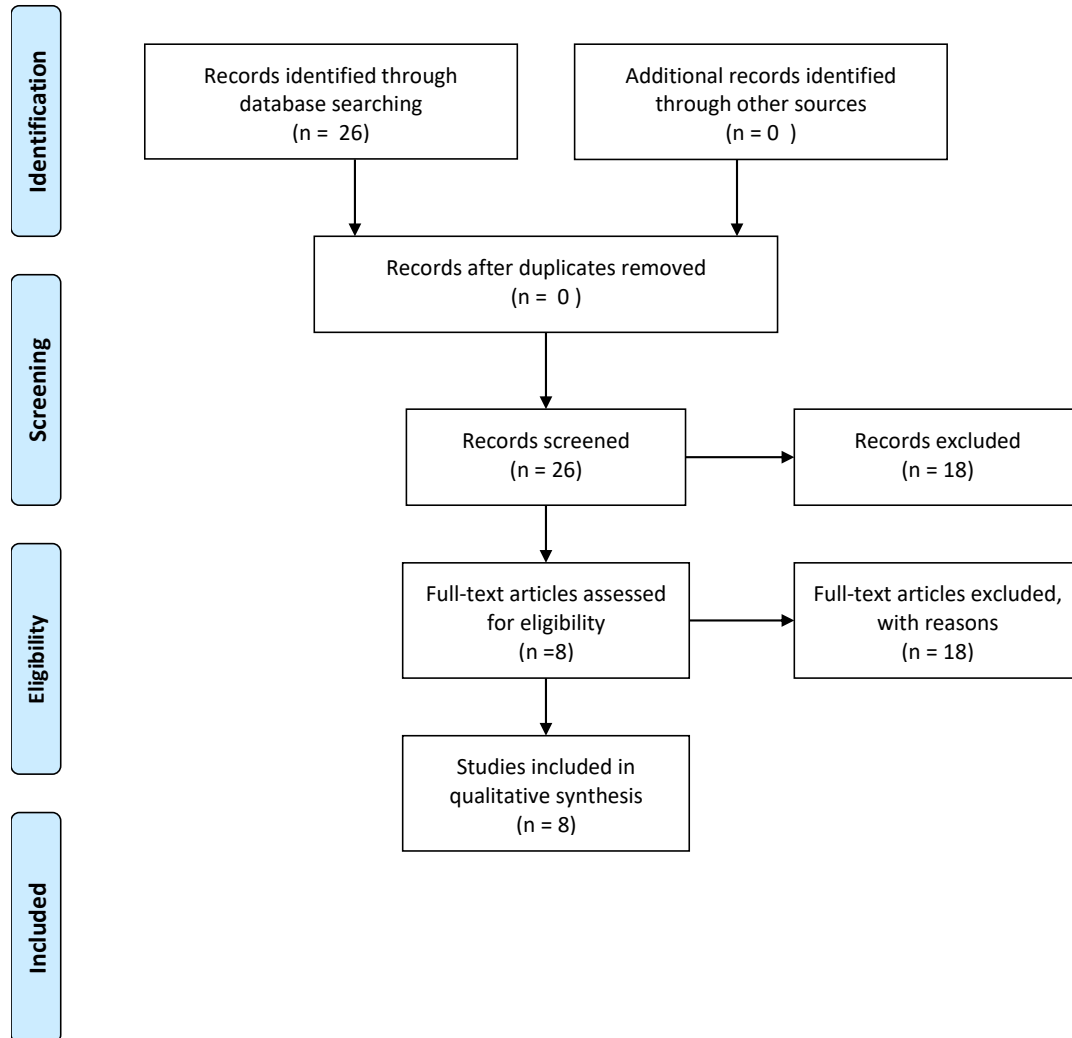 Identification
Records identified through
database searching
(n =  26)
Additional records identified
through other sources
(n = 0  )
Records after duplicates removed
(n =  0 )
Screening
Records screened
(n = 26)
Records excluded
(n = 18)
Eligibility
Full-text articles assessed
for eligibility
(n =8)
Full-text articles excluded,
with reasons
(n = 18)
Studies included in
qualitative synthesis
(n = 8)
Included